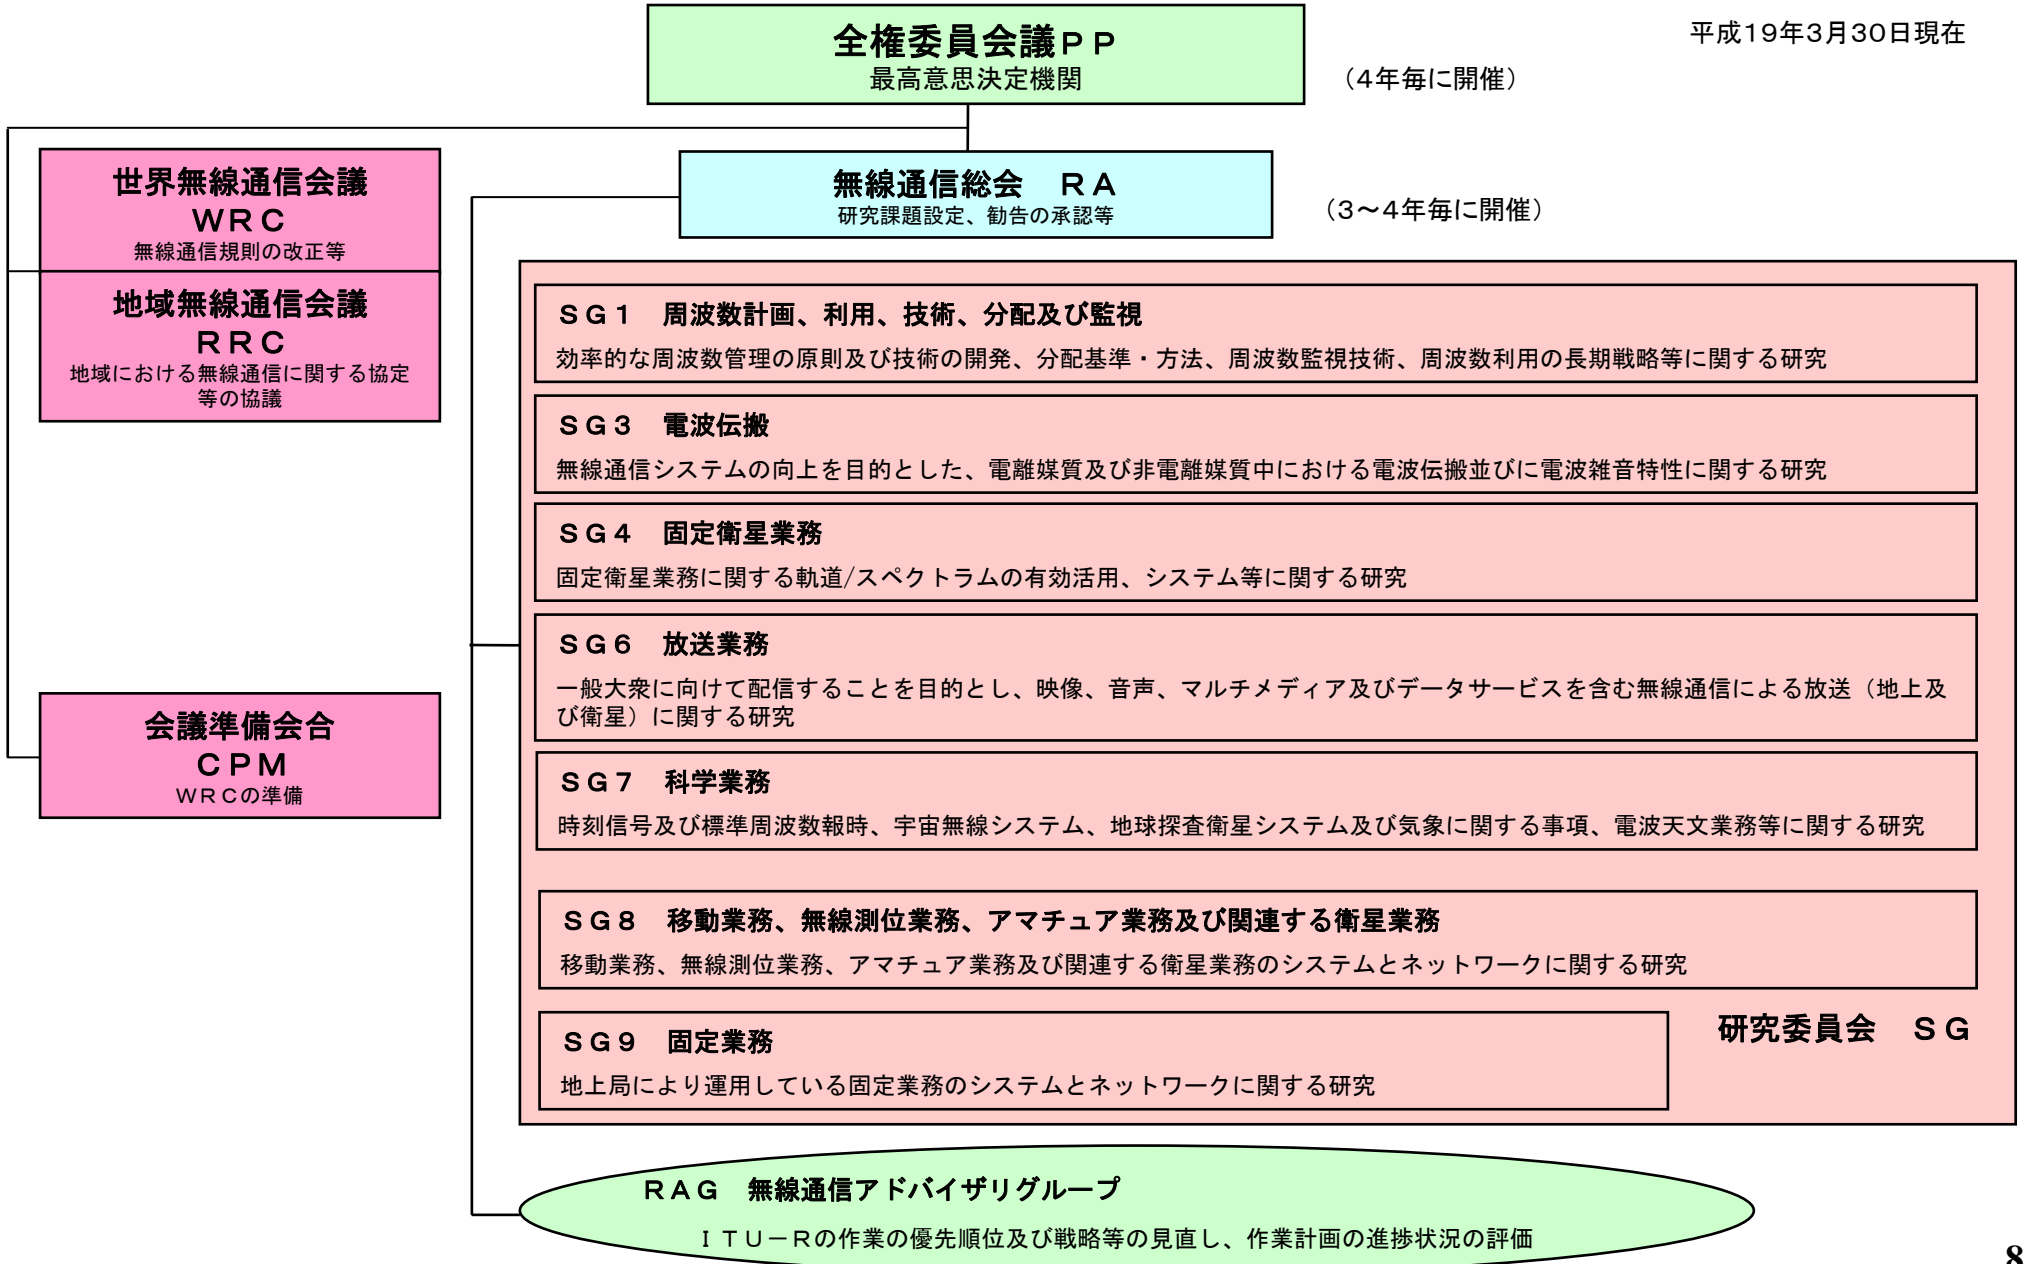 全権委員会議PP
最高意思決定機関
平成19年3月30日現在
（4年毎に開催）
世界無線通信会議
WRC
無線通信規則の改正等
地域無線通信会議
RRC
地域における無線通信に関する協定
等の協議
会議準備会合
CPM
WRCの準備
無線通信総会　RA
研究課題設定、勧告の承認等
（3～4年毎に開催）
SG1　周波数計画、利用、技術、分配及び監視
効率的な周波数管理の原則及び技術の開発、分配基準・方法、周波数監視技術、周波数利用の長期戦略等に関する研究
SG3　電波伝搬
無線通信システムの向上を目的とした、電離媒質及び非電離媒質中における電波伝搬並びに電波雑音特性に関する研究
SG4　固定衛星業務
固定衛星業務に関する軌道/スペクトラムの有効活用、システム等に関する研究
SG6　放送業務
一般大衆に向けて配信することを目的とし、映像、音声、マルチメディア及びデータサービスを含む無線通信による放送（地上及
び衛星）に関する研究
SG7　科学業務
時刻信号及び標準周波数報時、宇宙無線システム、地球探査衛星システム及び気象に関する事項、電波天文業務等に関する研究
SG8　移動業務、無線測位業務、アマチュア業務及び関連する衛星業務
移動業務、無線測位業務、アマチュア業務及び関連する衛星業務のシステムとネットワークに関する研究
SG9　固定業務
地上局により運用している固定業務のシステムとネットワークに関する研究
研究委員会　SG
RAG　無線通信アドバイザリグループ
ITU－Rの作業の優先順位及び戦略等の見直し、作業計画の進捗状況の評価
8